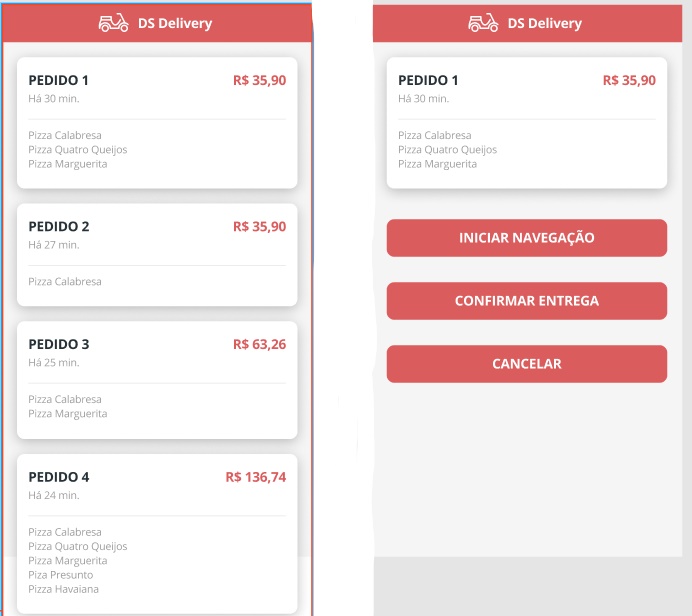 DS Delivery
PEDIDO 1 R$ 35,90
Há 30 min.
Pizza Calabresa
Pizza Quatro Queijos
Pizza Marguerita
PEDIDO 2 R$ 35,90
Há 27 min.
Pizza Calabresa
PEDIDO 3 R$ 63,26
Há 25 min.
Pizza Calabresa
Pizza Marguerita
PEDIDO 4 R$ 136,74
Há 24 min.
Pizza Calabresa
Pizza Quatro Queijos
Pizza Marguerita
Piza Presunto
Pizza Havaiana
DS Delivery
PEDIDO 1 R$ 35,90
Há 30 min.
Pizza Calabresa
Pizza Quatro Queijos
Pizza Marguerita
INICIAR NAVEGAÇÃO
CONFIRMAR ENTREGA
CANCELAR